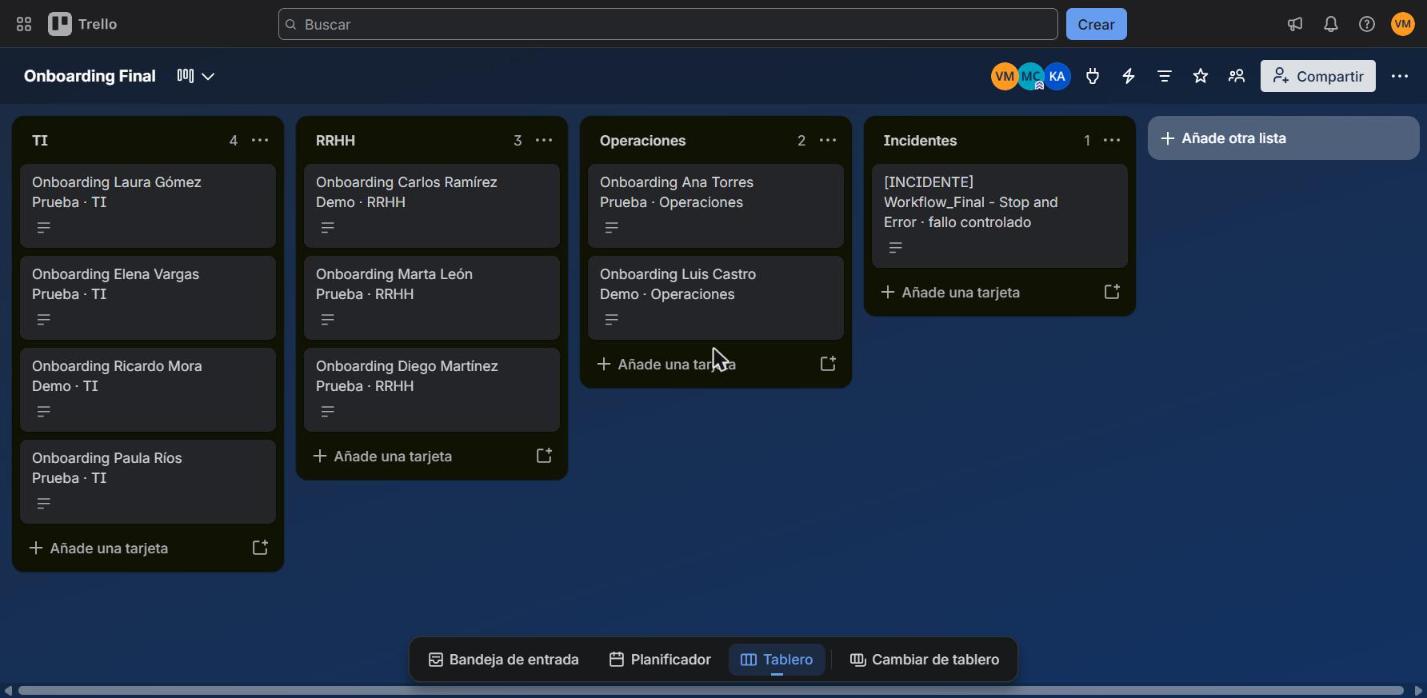 Trello
Buscar
Crear
VM
Onboarding Final
VM
MC
KA
Compartir
TI
4
Onboarding Laura Gómez
Prueba · TI
Onboarding Elena Vargas
Prueba · TI
Onboarding Ricardo Mora
Demo · TI
Onboarding Paula Ríos
Prueba · TI
Añade una tarjeta
RRHH
3
Onboarding Carlos Ramírez
Demo · RRHH
Onboarding Marta León
Prueba · RRHH
Onboarding Diego Martínez
Prueba · RRHH
Añade una tarjeta
Operaciones
2
Onboarding Ana Torres
Prueba · Operaciones
Onboarding Luis Castro
Demo · Operaciones
Añade una tarjeta
Incidentes
1
[INCIDENTE]
Workflow_Final - Stop and
Error · fallo controlado
Añade una tarjeta
Añade otra lista
Bandeja de entrada
Planificador
Tablero
Cambiar de tablero